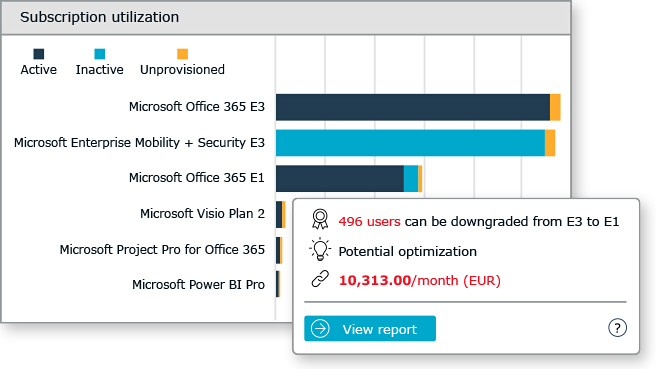 Subscription utilization
Active Inactive Unprovisioned
Microsoft Office 365 E3
Microsoft Enterprise Mobility + Security E3
Microsoft Office 365 E1
Microsoft Visio Plan 2
Microsoft Project Pro for Office 365
Microsoft Power BI Pro
496 users can be downgraded from E3 to E1
Potential optimization
10,313.00/month (EUR)
View report ?